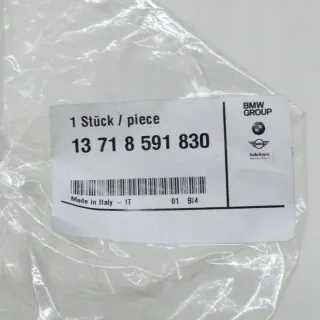 BMW
GROUP
1 Stück / piece
13 71 8 591 830
Made in Italy - IT 01 BI4